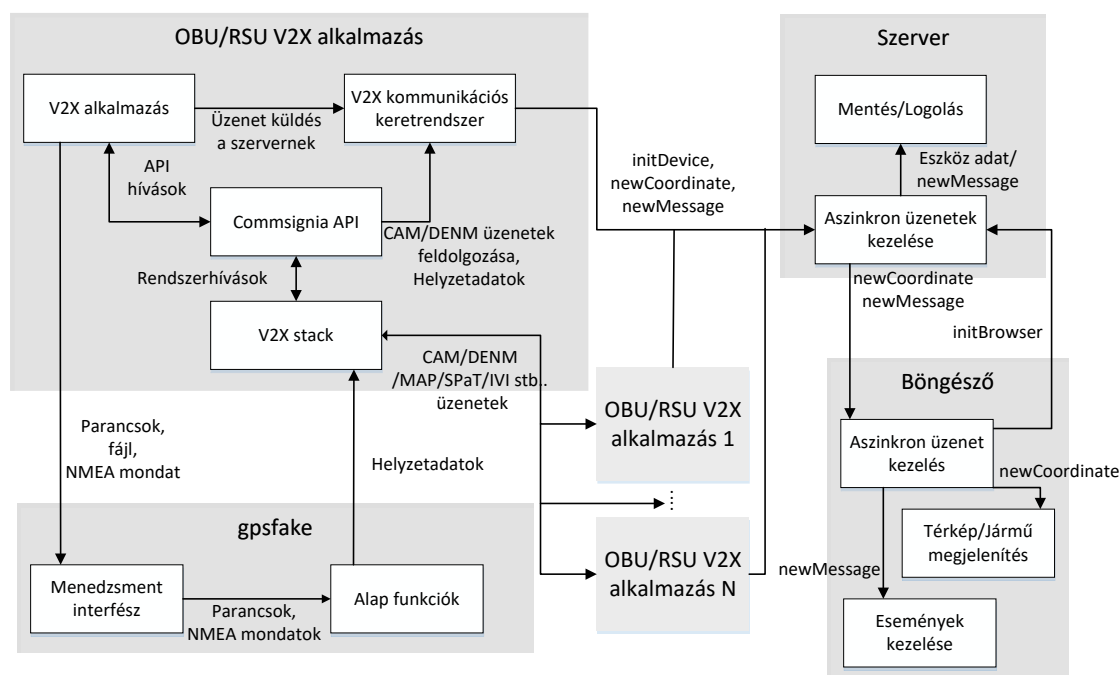 OBU/RSU V2X alkalmazás
V2X alkalmazás
Üzenet küldés
a szervernek
V2X kommunikációs
keretrendszer
API
hívások
Commsignia API
CAM/DENM üzenetek
feldolgozása,
Helyzetadatok
Rendszerhívások
V2X stack
CAM/DENM
/MAP/SPaT/IVI stb..
üzenetek
Parancsok,
fájl,
NMEA mondat
Helyzetadatok
gpsfake
Menedzsment
interfész
Parancsok,
NMEA mondatok
Alap funkciók
initDevice,
newCoordinate,
newMessage
OBU/RSU V2X
alkalmazás 1
OBU/RSU V2X
alkalmazás N
Szerver
Mentés/Logolás
Eszköz adat/
newMessage
Aszinkron üzenetek
kezelése
newCoordinate
newMessage
initBrowser
Böngésző
Aszinkron üzenet
kezelés
newCoordinate
Térkép/Jármű
megjelenítés
newMessage
Események
kezelése